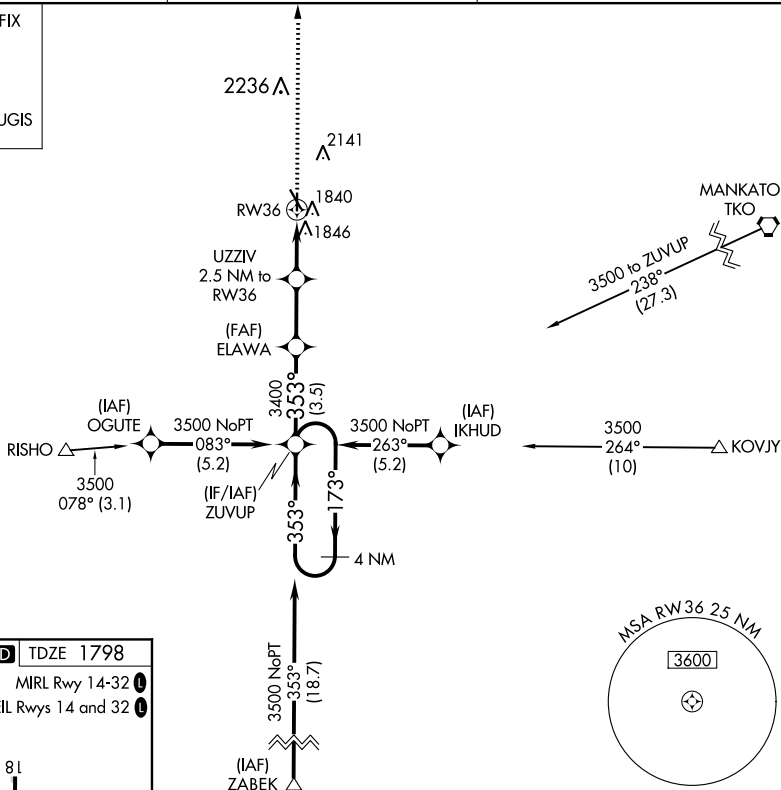 FIX
UGIS
2236
2141
1840
RW36
1846
UZZIV
2.5 NM to
RW36
MANKATO
TKO
3500 to ZUVUP
238°
(27.3)
(FAF)
ELAWA
3400
353°
(3.5)
(IAF)
OGUTE
3500 NoPT
083°
(5.2)
3500 NoPT
263°
(5.2)
(IAF)
IKHUD
RISHO
3500
078° (3.1)
3500
264°
(10)
KOVJY
(IF/IAF)
ZUVUP
353°
173°
4 NM
3500 NoPT
353°
(18.7)
(IAF)
ZABEK
MSA RW36 25 NM
3600
D TDZE 1798
MIRL Rwy 14-32 L
EIL Rwys 14 and 32 L
18